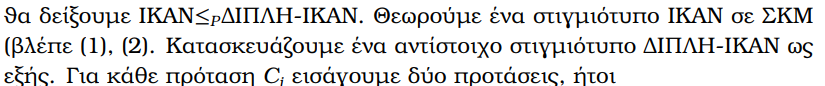 θα δείξουμε ΙΚΑΝ≤ₚΔΙΠΛΗ-ΙΚΑΝ. Θεωρούμε ένα στιγμιότυπο ΙΚΑΝ σε ΣΚΜ
(βλέπε (1), (2). Κατασκευάζουμε ένα αντίστοιχο στιγμιότυπο ΔΙΠΛΗ-ΙΚΑΝ ως
εξής. Για κάθε πρόταση Cᵢ εισάγουμε δύο προτάσεις, ήτοι